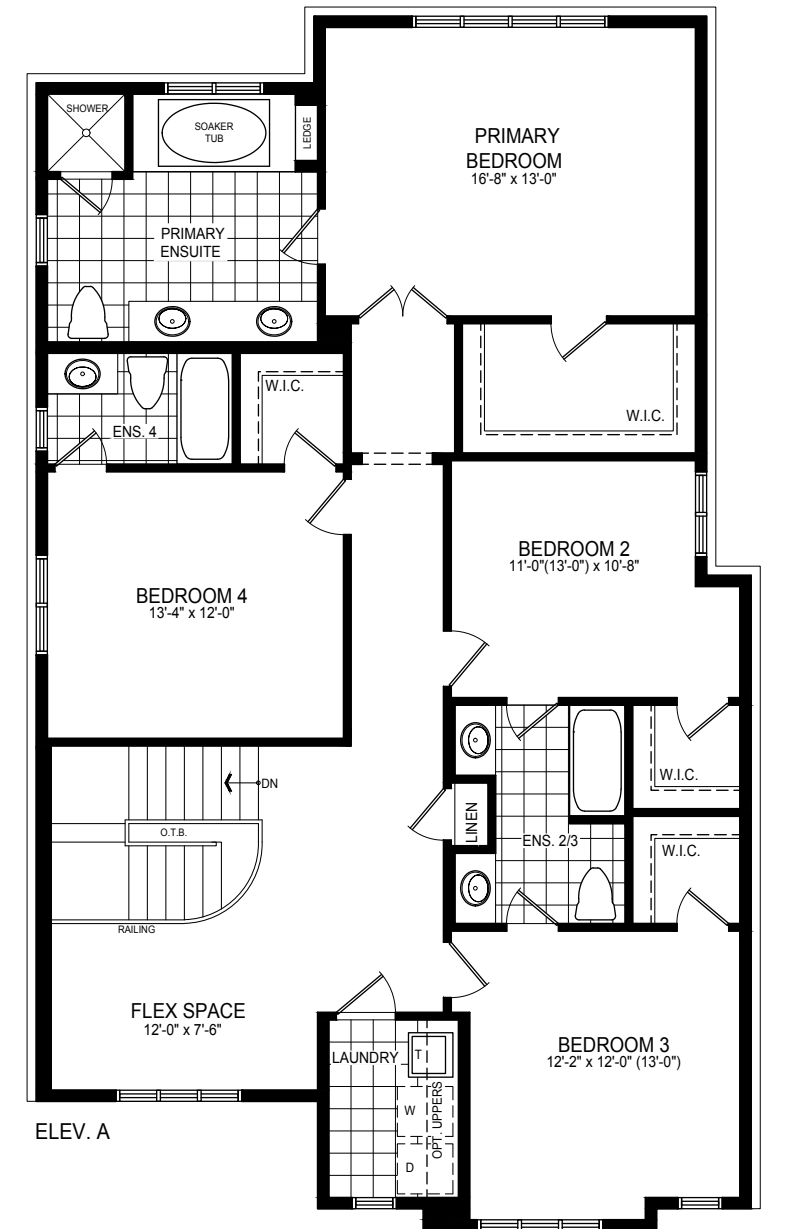 SHOWER
SOAKER
TUB
LEDGE
PRIMARY
BEDROOM
16'-8" x 13'-0"
PRIMARY
ENSUITE
W.I.C.
W.I.C.
ENS. 4
BEDROOM 2
11'-0"(13'-0") x 10'-8"
BEDROOM 4
13'-4" x 12'-0"
W.I.C.
DN
LINEN
O.T.B.
ENS. 2/3
W.I.C.
RAILING
FLEX SPACE
12'-0" x 7'-6"
BEDROOM 3
12'-2" x 12'-0" (13'-0")
LAUNDRY
T
W
OPT. UPPERS
D
ELEV. A